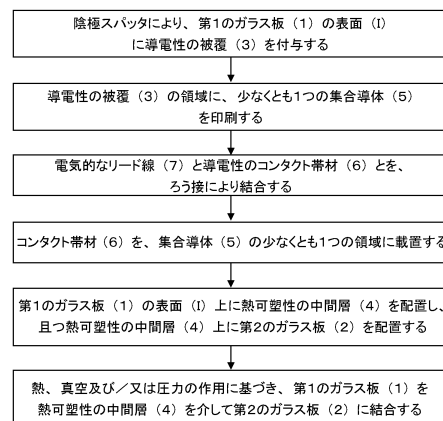 陰極スパッタにより、第1のガラス板（1）の表面（I）
に導電性の被覆（3）を付与する
導電性の被覆（3）の領域に、少なくとも1つの集合導体（5）
を印刷する
電気的なリード線（7）と導電性のコンタクト帯材（6）とを、
ろう接により結合する
コンタクト帯材（6）を、集合導体（5）の少なくとも1つの領域に載置する
第1のガラス板（1）の表面（I）上に熱可塑性の中間層（4）を配置し、
且つ熱可塑性の中間層（4）上に第2のガラス板（2）を配置する
熱、真空及び／又は圧力の作用に基づき、第1のガラス板（1）を
熱可塑性の中間層（4）を介して第2のガラス板（2）に結合する